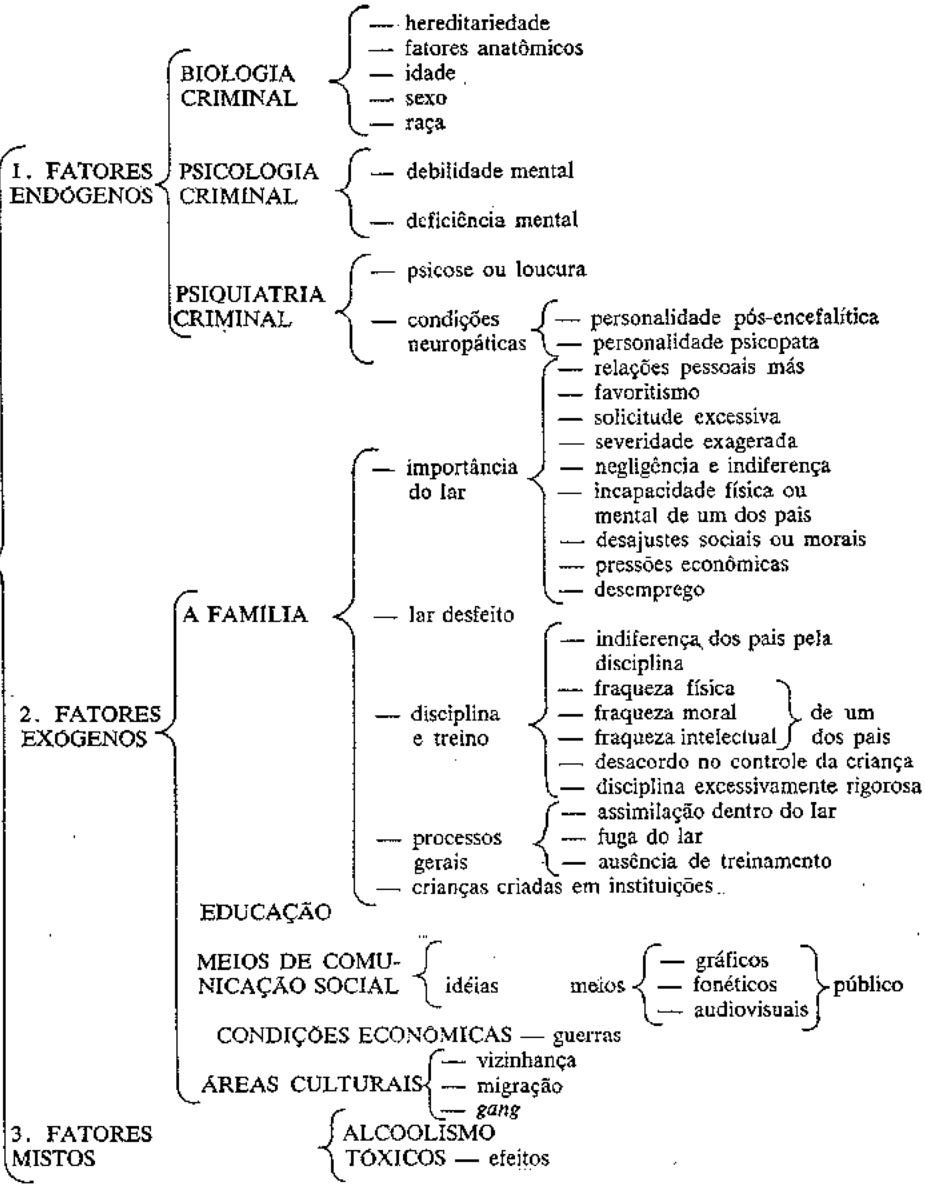 — hereditariedade
— fatores anatômicos
BIOLOGIA
— idade
CRIMINAL
— sexo
— raça
1. FATORES
ENDÓGENOS
PSICOLOGIA
CRIMINAL
— debilidade mental
— deficiência mental
PSIQUIATRIA
CRIMINAL
— psicose ou loucura
— condições
neuropáticas
— personalidade pós-encefalítica
— personalidade psicopata
2. FATORES
EXÓGENOS
A FAMÍLIA
— importância
do lar
— relações pessoais más
— favoritismo
— solicitude excessiva
— severidade exagerada
— negligência e indiferença
— incapacidade física ou
mental de um dos pais
— desajustes sociais ou morais
— pressões econômicas
— desemprego
— lar desfeito
— disciplina
e treino
— indiferença dos pais pela
disciplina
— fraqueza física
— fraqueza moral
— fraqueza intelectual
de um
dos pais
— desacordo no controle da criança
— disciplina excessivamente rigorosa
— processos
gerais
— assimilação dentro do lar
— fuga do lar
— ausência de treinamento
— crianças criadas em instituições
EDUCAÇÃO
MEIOS DE COMU-
NICAÇÃO SOCIAL
idéias
meios
— gráficos
— fonéticos
— audiovisuais
público
CONDIÇÕES ECONÔMICAS — guerras
ÁREAS CULTURAIS
— vizinhança
— migração
— gang
3. FATORES
MISTOS
ALCOOLISMO
TÓXICOS — efeitos